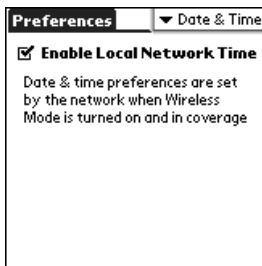 Preferences
Date & Time
Enable Local Network Time
Date & time preferences are set
by the network when Wireless
Mode is turned on and in coverage